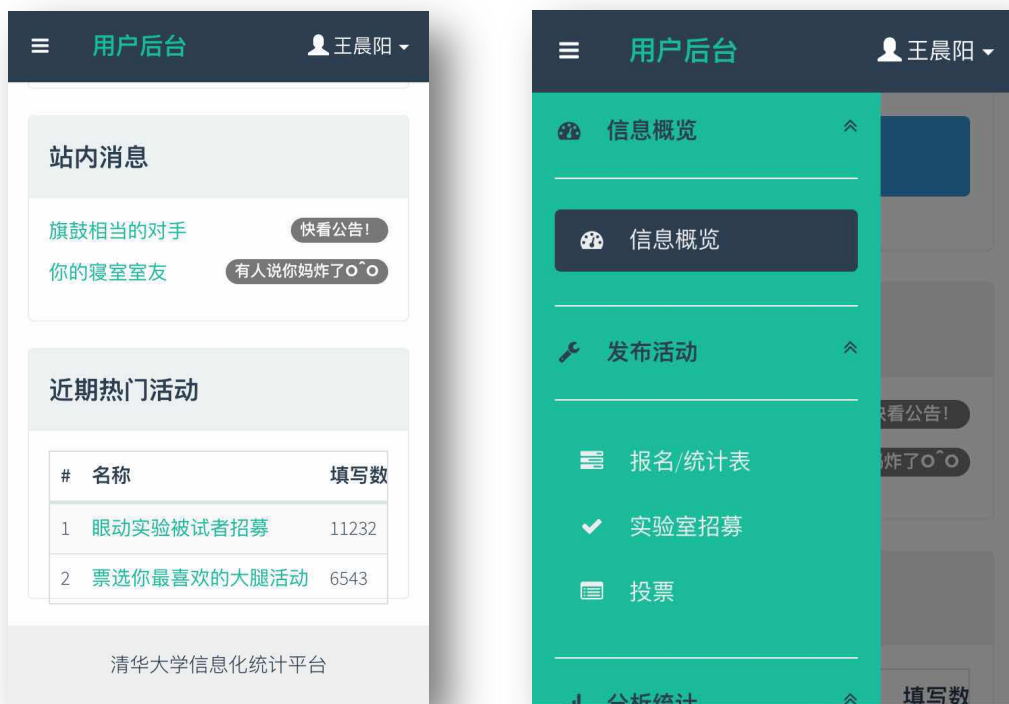 用户后台
王晨阳
站内消息
旗鼓相当的对手 快看公告!
你的寝室室友 有人说你妈炸了O^O
近期热门活动
# 名称 填写数
1 眼动实验被试者招募 11232
2 票选你最喜欢的大腿活动 6543
清华大学信息化统计平台
用户后台
王晨阳
信息概览
信息概览
发布活动
报名/统计表
实验室招募
投票
分析统计
快看公告!
炸了O^O
填写数